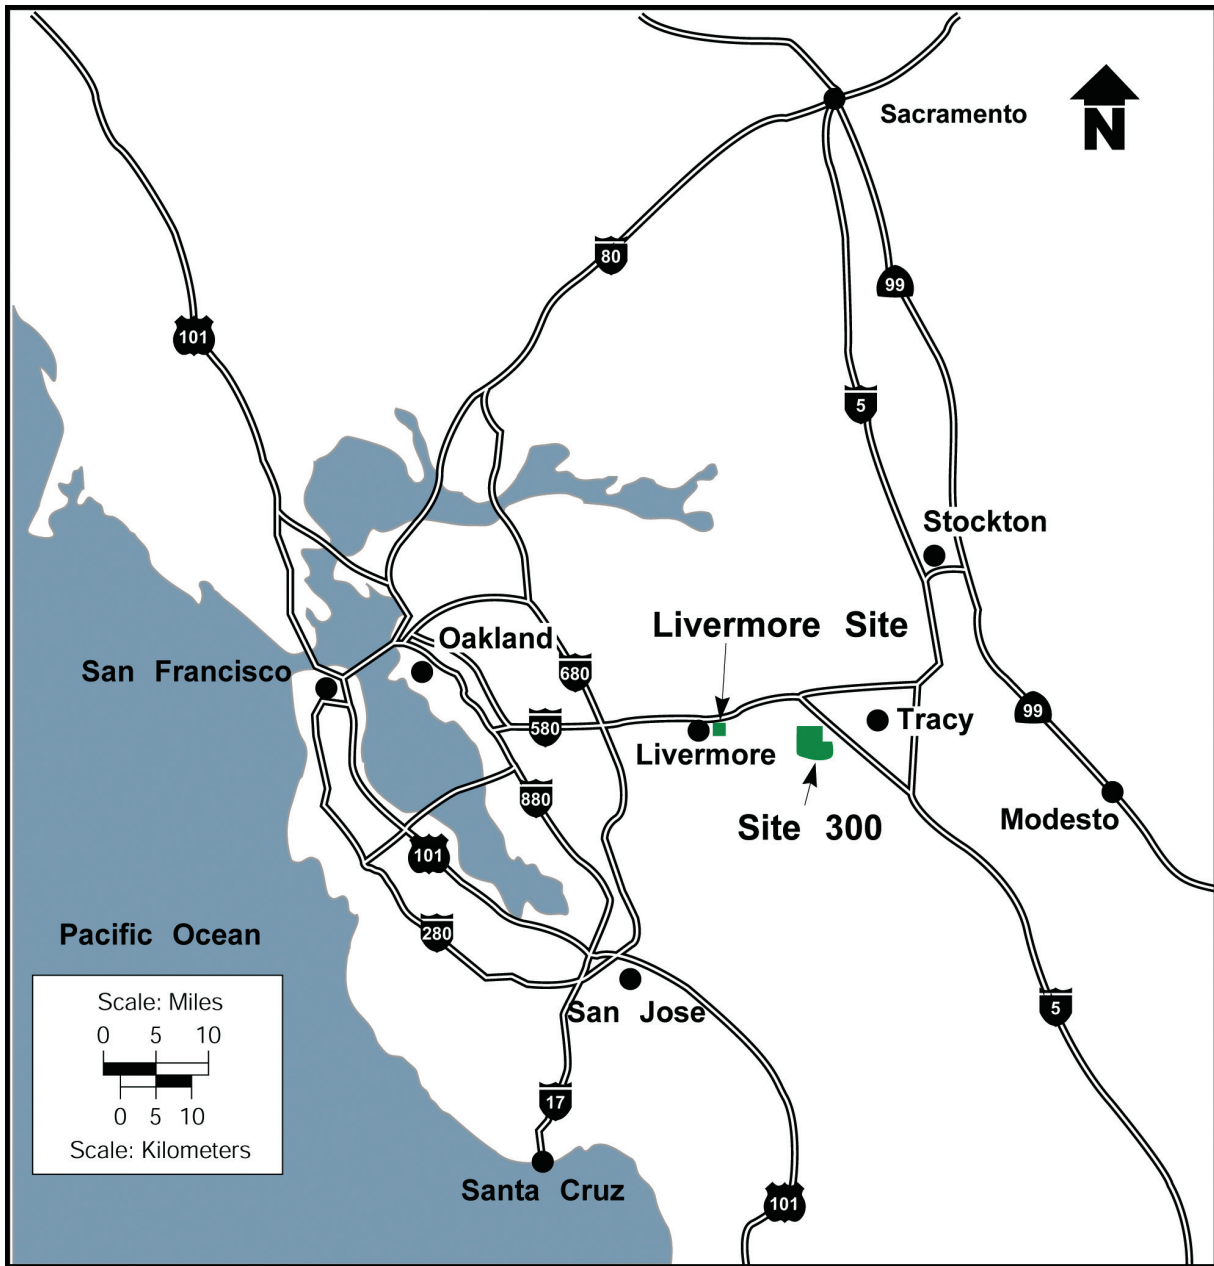 Sacramento
N
80
99
101
5
Stockton
Livermore Site
Oakland
San Francisco
680
99
Tracy
580
Livermore
880
Site 300
Modesto
101
280
Pacific Ocean
Scale: Miles
0 5 10
0 5 10
Scale: Kilometers
San Jose
5
17
Santa Cruz
101